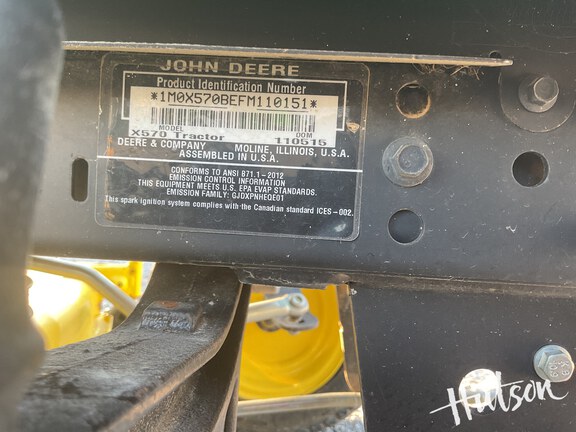 JOHN DEERE
Product Identification Number
*1M0X570BEFM110151*
MODEL DOM
X570 Tractor 110515
DEERE & COMPANY MOLINE, ILLINOIS, U.S.A.
ASSEMBLED IN U.S.A.
CONFORMS TO ANSI B71.1 - 2012
EMISSION CONTROL INFORMATION
THIS EQUIPMENT MEETS U.S. EPA EVAP STANDARDS.
EMISSION FAMILY: GJDXPNHEQE01
This spark ignition system complies with the Canadian standard ICES-002.
Hutson